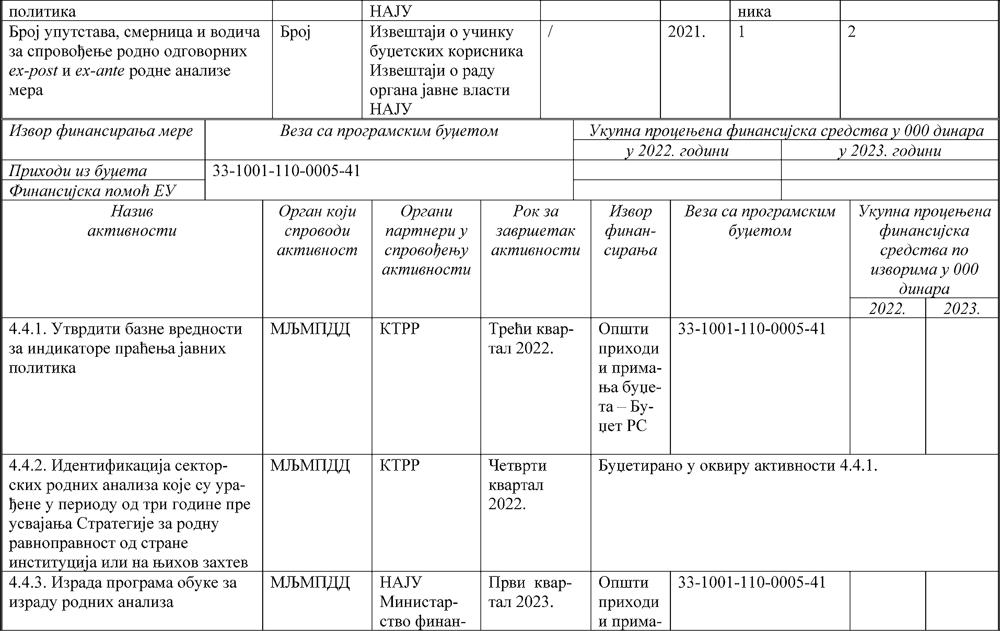 политика
НАЈУ
ника
Број упутстава, смерница и водича
за спровођење родно одговорних
ex-post и ex-ante родне анализе
мера
Број
Извештаји о учинку
буџетских корисника
Извештаји о раду
органа јавне власти
НАЈУ
/
2021.
1
2
Извор финансирања мере
Веза са програмским буџетом
Укупна процењена финансијска средства у 000 динара
у 2022. години
у 2023. години
Приходи из буџета
33-1001-110-0005-41
Финансијска помоћ ЕУ
Назив
активности
Орган који
спроводи
активност
Органи
партнери у
спровођењу
активности
Рок за
завршетак
активности
Извор
финан-
сирања
Веза са програмским
буџетом
Укупна процењена
финансијска
средства по
изворима у 000
динара
2022.
2023.
4.4.1. Утврдити базне вредности
за индикаторе праћења јавних
политика
МЉМПДД
КТРР
Трећи квар-
тал 2022.
Општи
приходи
и прима-
ња буџе-
та – Бу-
џет РС
33-1001-110-0005-41
4.4.2. Идентификација сектор-
ских родних анализа које су ура-
ђене у периоду од три године пре
усвајања Стратегије за родну
равноправност од стране
институција или на њихов захтев
МЉМПДД
КТРР
Четврти
квартал
2022.
Буџетирано у оквиру активности 4.4.1.
4.4.3. Израда програма обуке за
израду родних анализа
МЉМПДД
НАЈУ
Министар-
ство финан-
Први  квар-
тал 2023.
Општи
приходи
и прима-
33-1001-110-0005-41